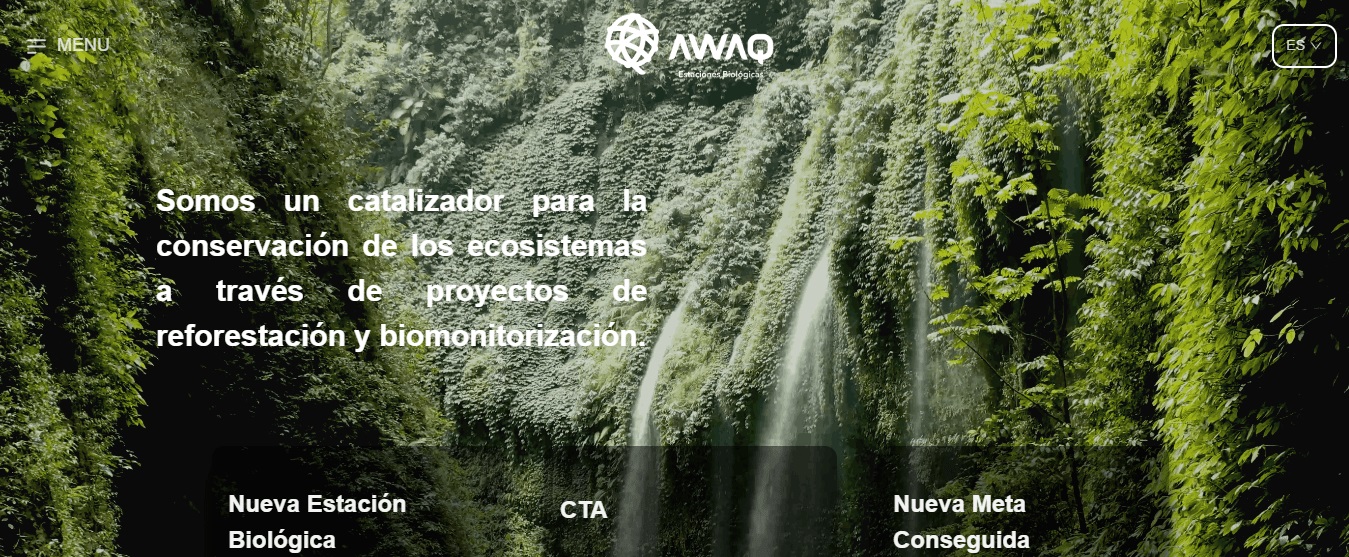 MENU
AWAQ
Estaciones Biológicas
ES
Somos un catalizador para la
conservación de los ecosistemas
a través de proyectos de
reforestación y biomonitorización.
Nueva Estación
Biológica
CTA
Nueva Meta
Conseguida